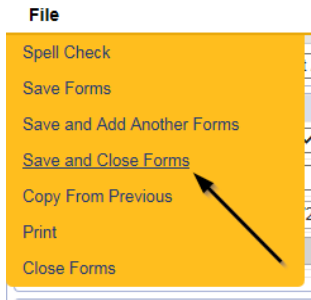 File
Spell Check
Save Forms
Save and Add Another Forms
Save and Close Forms
Copy From Previous
Print
Close Forms